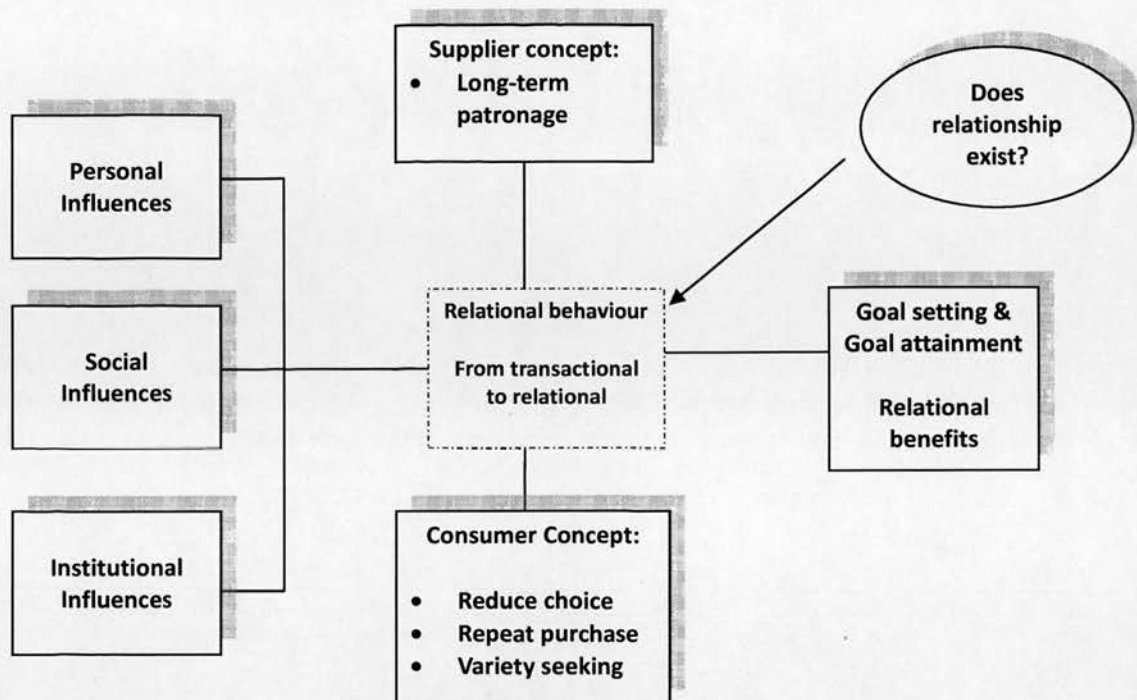 Supplier concept:
• Long-term
patronage
Does
relationship
exist?
Personal
Influences
Social
Influences
Institutional
Influences
Relational behaviour
From transactional
to relational
Goal setting &
Goal attainment
Relational
benefits
Consumer Concept:
• Reduce choice
• Repeat purchase
• Variety seeking